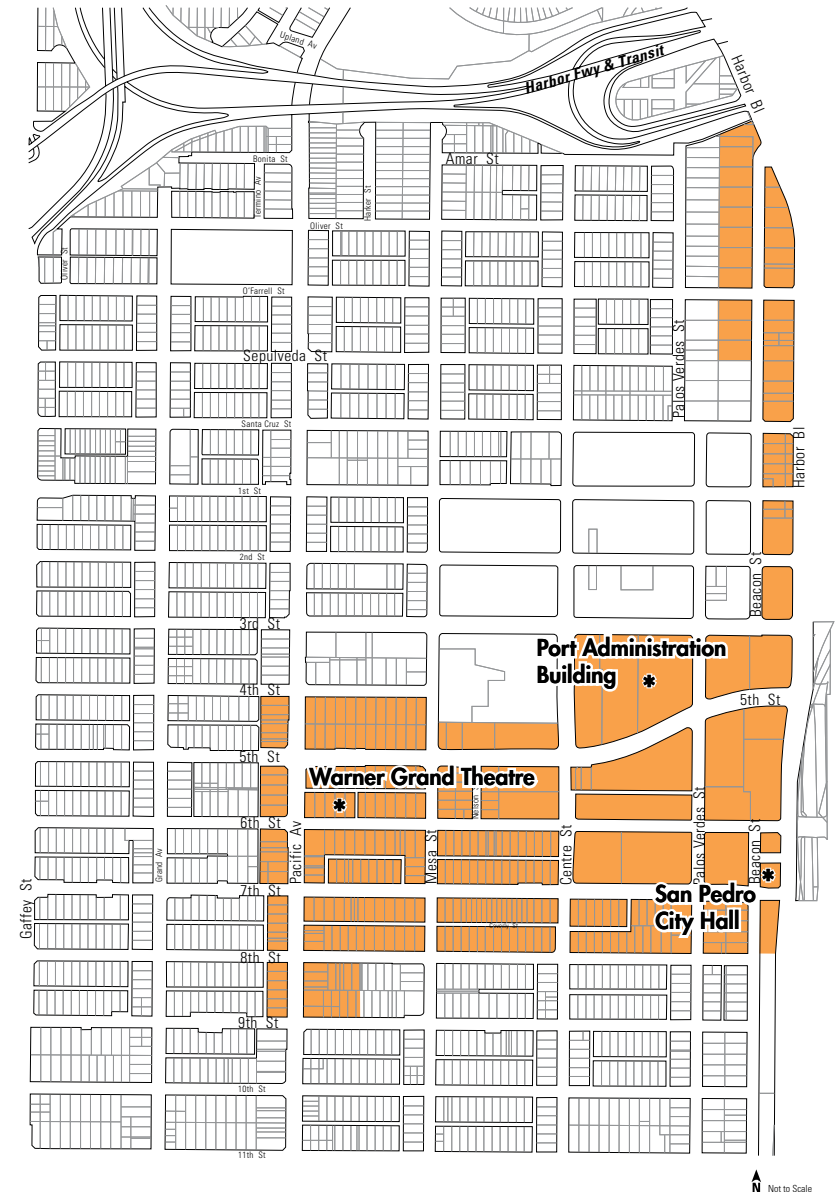 Upland Av
Harbor Fwy & Transit
Harbor Bl
Bonita St
Amar St
Termino Av
Harker St
Oliver St
Oliver St
O'Farrell St
Palos Verdes St
Sepulveda St
Santa Cruz St
Harbor Bl
1st St
2nd St
Beacon St
3rd St
Port Administration
Building
4th St
5th St
5th St
Warner Grand Theatre
Nelson St
6th St
Pacific Av
Mesa St
Centre St
Palos Verdes St
Beacon St
Grand Av
Gaffey St
7th St
San Pedro
City Hall
8th St
9th St
10th St
11th St
N Not to Scale